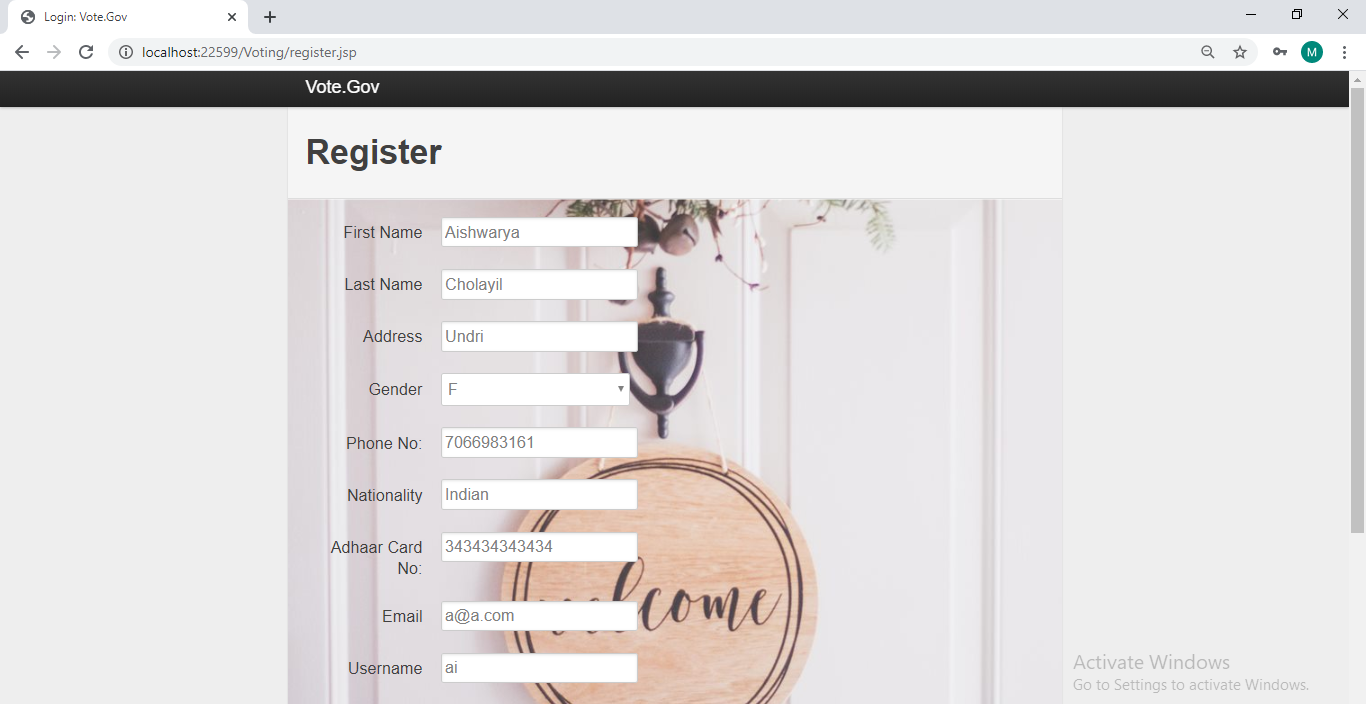 Login: Vote.Gov
localhost:22599/Voting/register.jsp
M
Vote.Gov
Register
First Name Aishwarya
Last Name Cholayil
Address Undri
Gender F
Phone No: 7066983161
Nationality Indian
Adhaar Card 343434343434
No:
welcome
Email a@a.com
Username ai
Activate Windows
Go to Settings to activate Windows.